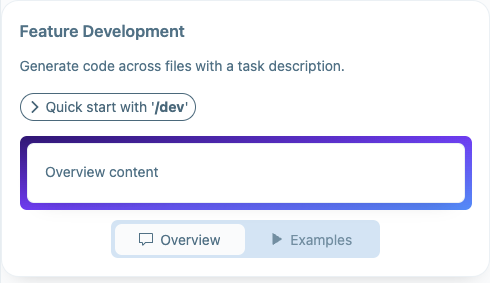 Feature Development
Generate code across files with a task description.
Quick start with '/dev'
Overview content
Overview
Examples